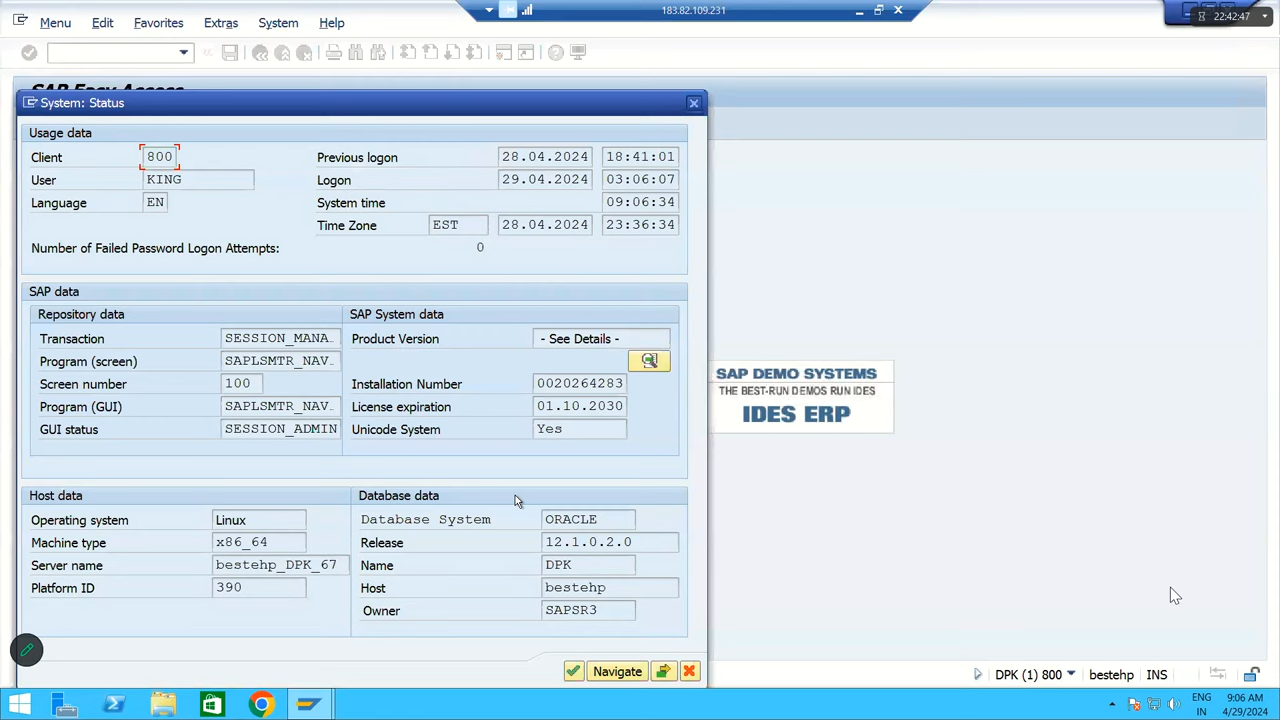 Menu Edit Favorites Extras System Help
183.82.109.231
22:42:47
SAP Easy Access
System: Status
Usage data
Client 800 Previous logon 28.04.2024 18:41:01
User KING Logon 29.04.2024 03:06:07
Language EN System time 09:06:34
Time Zone EST 28.04.2024 23:36:34
Number of Failed Password Logon Attempts: 0
SAP data
Repository data SAP System data
Transaction SESSION_MANA.. Product Version - See Details -
Program (screen) SAPLSMTR_NAV..
Screen number 100 Installation Number 0020264283
Program (GUI) SAPLSMTR_NAV.. License expiration 01.10.2030
GUI status SESSION_ADMIN Unicode System Yes
SAP DEMO SYSTEMS
THE BEST-RUN DEMOS RUN IDES
IDES ERP
Host data Database data
Operating system Linux Database System ORACLE
Machine type x86_64 Release 12.1.0.2.0
Server name bestehp_DPK_67 Name DPK
Platform ID 390 Host bestehp
Owner SAPSR3
Navigate
DPK (1) 800 bestehp INS
ENG 9:06 AM
IN 4/29/2024